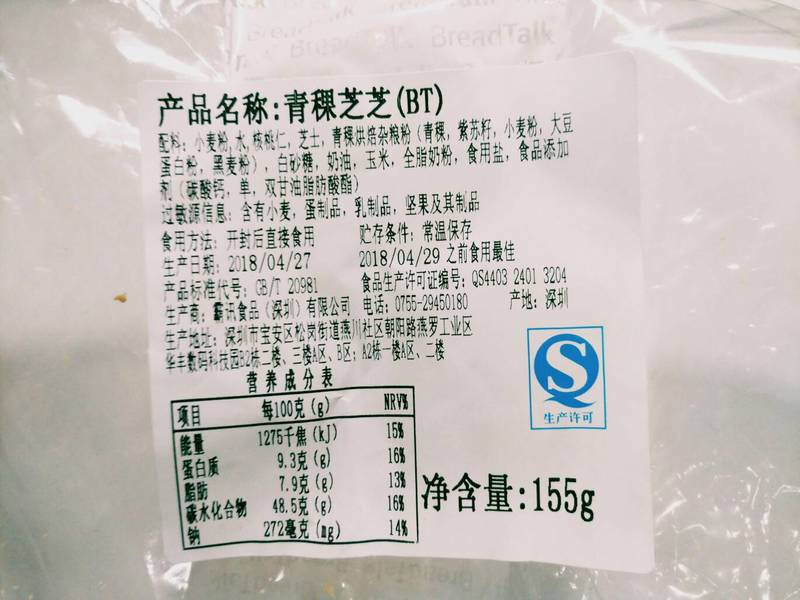 BreadTalk
产品名称:青稞芝芝(BT)
配料: 小麦粉,水,核桃仁, 芝士, 青稞烘焙杂粮粉(青稞, 紫苏籽, 小麦粉, 大豆
蛋白粉, 黑麦粉), 白砂糖, 奶油, 玉米, 全脂奶粉, 食用盐, 食品添加
剂(碳酸钙, 单, 双甘油脂肪酸酯)
过敏源信息: 含有小麦, 蛋制品, 乳制品, 坚果及其制品
食用方法: 开封后直接食用 贮存条件: 常温保存
生产日期: 2018/04/27 2018/04/29 之前食用最佳
产品标准代号: GB/T 20981 食品生产许可证编号: QS4403 2401 3204
生产商: 霸讯食品(深圳)有限公司 电话: 0755-29450180 产地: 深圳
生产地址: 深圳市宝安区松岗街道燕川社区朝阳路燕罗工业区
华丰数码科技园B2栋二楼、三楼A区、B区; A2栋一楼A区、二楼
营养成分表
项目 每100克(g) NRV%
能量 1275千焦(kJ) 15%
蛋白质 9.3克(g) 16%
脂肪 7.9克(g) 13%
碳水化合物 48.5克(g) 16%
钠 272毫克(mg) 14%
S
生产许可
净含量:155g